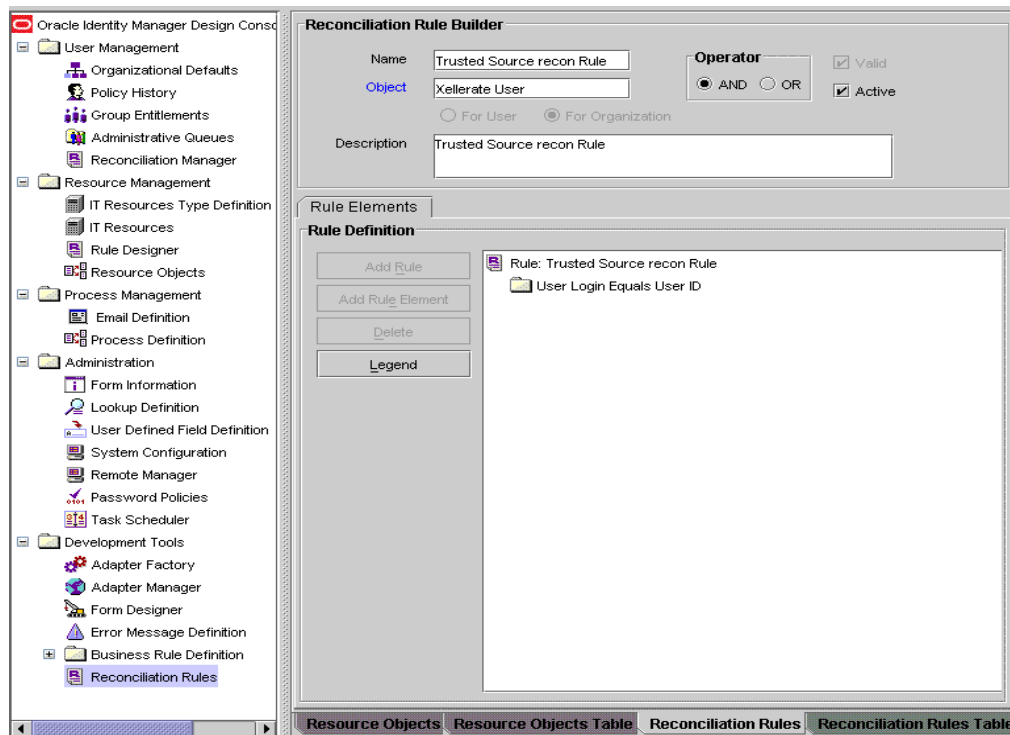 Oracle Identity Manager Design Consc
User Management
Organizational Defaults
Policy History
Group Entitlements
Administrative Queues
Reconciliation Manager
Resource Management
IT Resources Type Definition
IT Resources
Rule Designer
Resource Objects
Process Management
Email Definition
Process Definition
Administration
Form Information
Lookup Definition
User Defined Field Definition
System Configuration
Remote Manager
Password Policies
Task Scheduler
Development Tools
Adapter Factory
Adapter Manager
Form Designer
Error Message Definition
Business Rule Definition
Reconciliation Rules
Reconciliation Rule Builder
Name Trusted Source recon Rule
Object Xellerate User
Operator
AND OR
Valid
Active
For User For Organization
Description Trusted Source recon Rule
Rule Elements
Rule Definition
Add Rule
Add Rule Element
Delete
Legend
Rule: Trusted Source recon Rule
User Login Equals User ID
Resource Objects Resource Objects Table Reconciliation Rules Reconciliation Rules Table